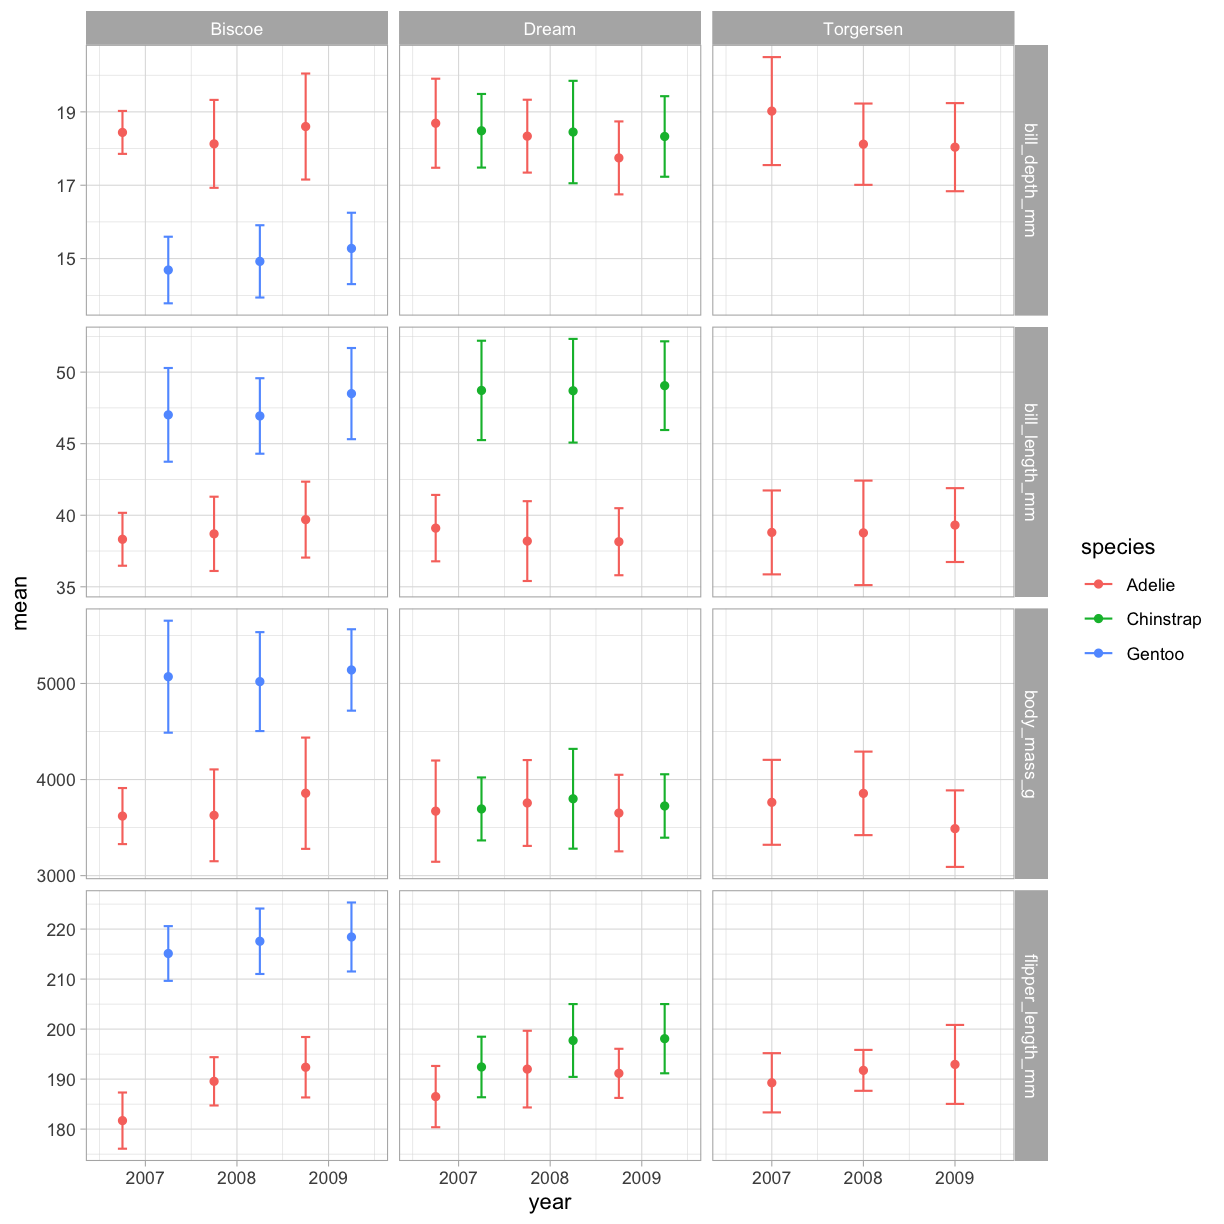 Biscoe Dream Torgersen
19
17
15
bill_depth_mm
50
45
40
35
bill_length_mm
mean
5000
4000
3000
body_mass_g
220
210
200
190
180
flipper_length_mm
2007 2008 2009 2007 2008 2009 2007 2008 2009
year
species
Adelie
Chinstrap
Gentoo